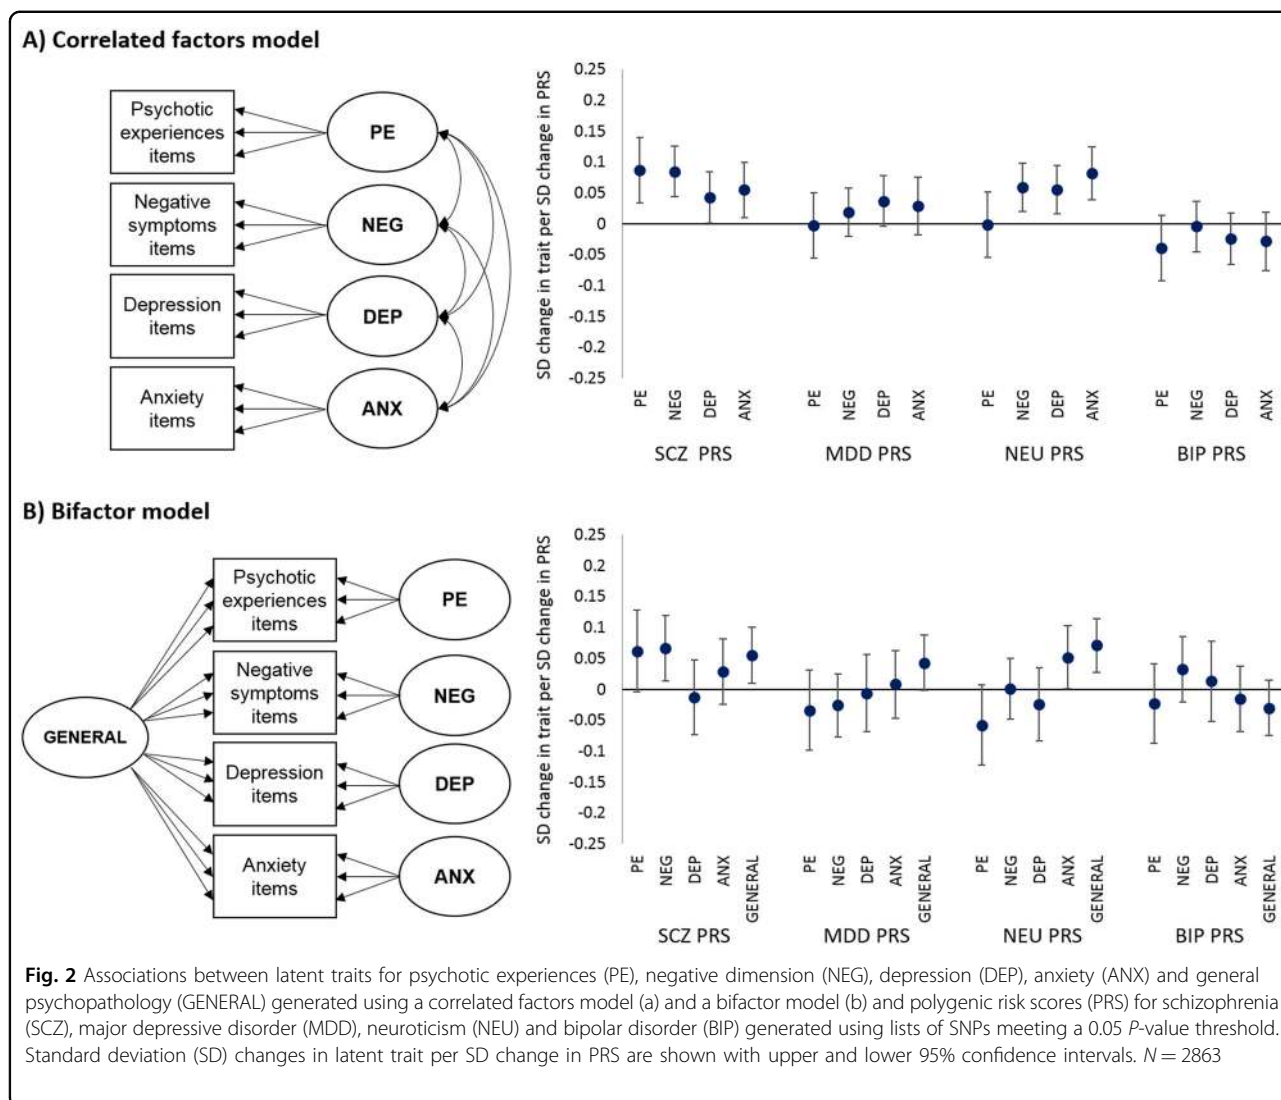 A) Correlated factors model
Psychotic
experiences
items
Negative
symptoms
items
Depression
items
Anxiety
items
PE
NEG
DEP
ANX
SD change in trait per SD change in PRS
0.25
0.2
0.15
0.1
0.05
0
-0.05
-0.1
-0.15
-0.2
-0.25
PE NEG DEP ANX
PE NEG DEP ANX
PE NEG DEP ANX
PE NEG DEP ANX
SCZ PRS MDD PRS NEU PRS BIP PRS
B) Bifactor model
GENERAL
Psychotic
experiences
items
Negative
symptoms
items
Depression
items
Anxiety
items
PE
NEG
DEP
ANX
SD change in trait per SD change in PRS
0.25
0.2
0.15
0.1
0.05
0
-0.05
-0.1
-0.15
-0.2
-0.25
PE NEG DEP ANX GENERAL
PE NEG DEP ANX GENERAL
PE NEG DEP ANX GENERAL
PE NEG DEP ANX GENERAL
SCZ PRS MDD PRS NEU PRS BIP PRS
Fig. 2 Associations between latent traits for psychotic experiences (PE), negative dimension (NEG), depression (DEP), anxiety (ANX) and general
psychopathology (GENERAL) generated using a correlated factors model (a) and a bifactor model (b) and polygenic risk scores (PRS) for schizophrenia
(SCZ), major depressive disorder (MDD), neuroticism (NEU) and bipolar disorder (BIP) generated using lists of SNPs meeting a 0.05 P-value threshold.
Standard deviation (SD) changes in latent trait per SD change in PRS are shown with upper and lower 95% confidence intervals. N = 2863